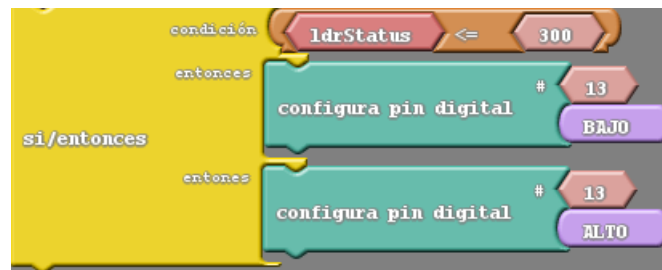 condición ldrStatus <= 300
entonces
configura pin digital # 13
BAJO
si/entonces
entones
configura pin digital # 13
ALTO